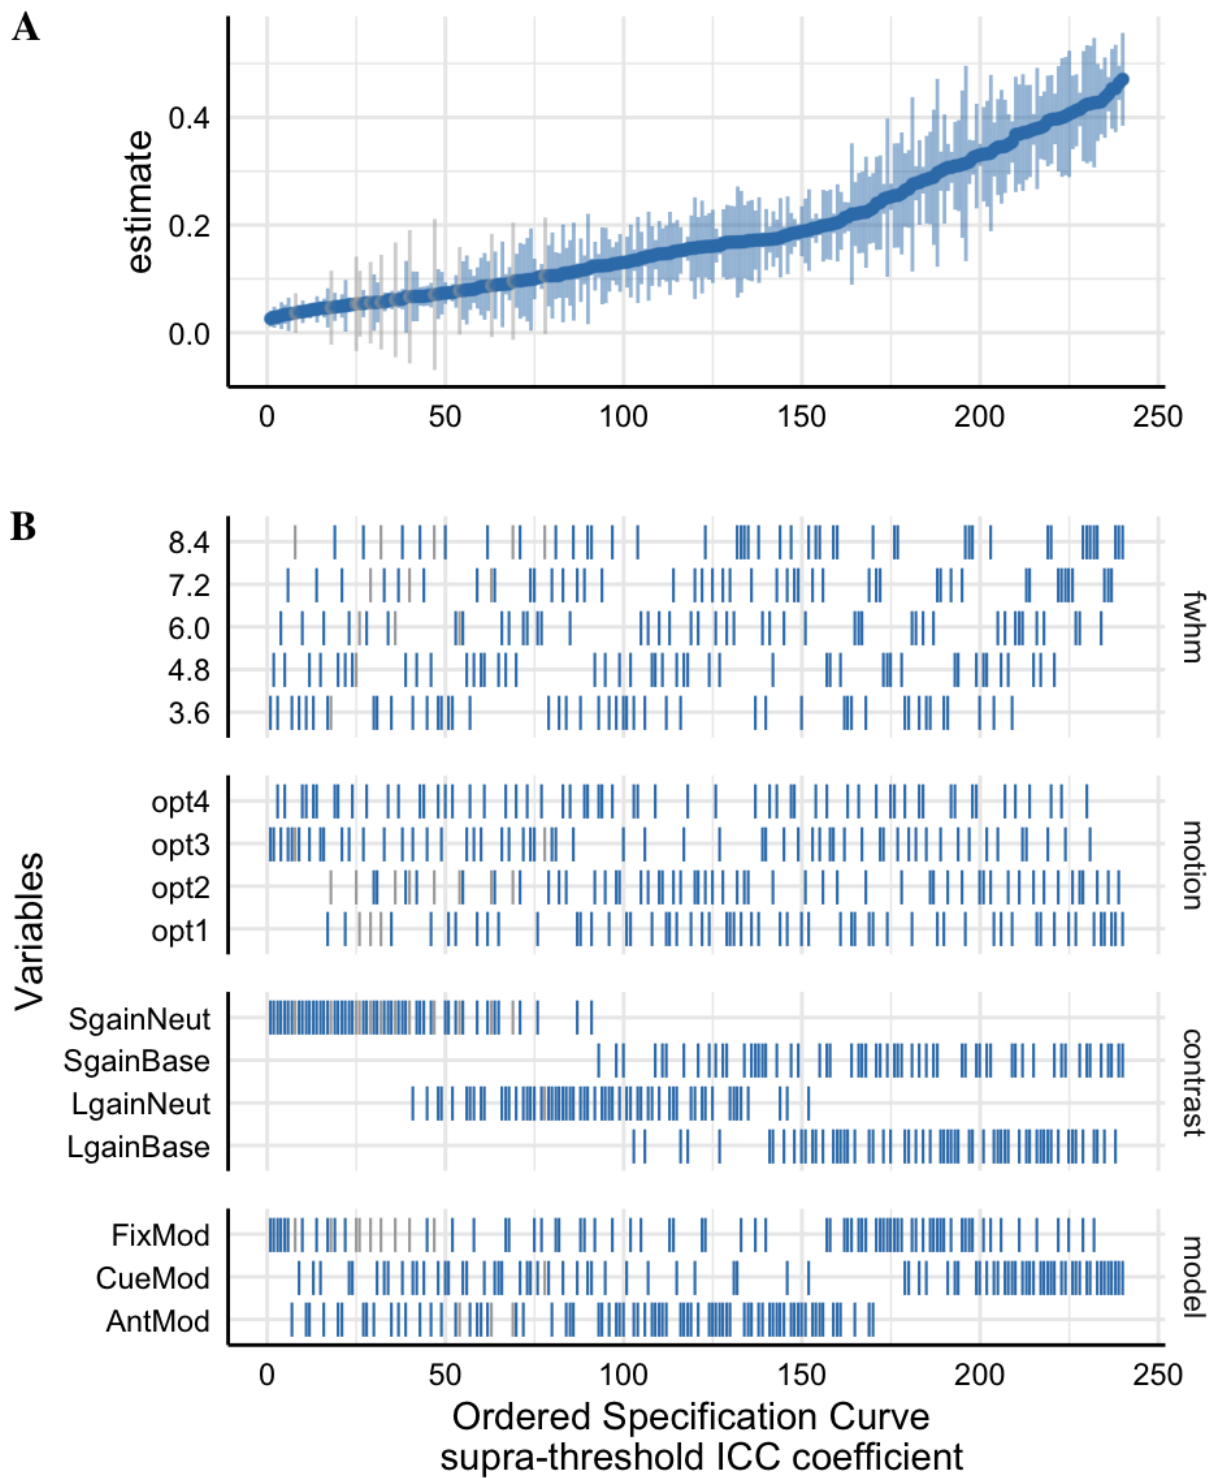 A
estimate
0.4
0.2
0.0
0 50 100 150 200 250
B
Variables
8.4
7.2
6.0
4.8
3.6
fwhm
opt4
opt3
opt2
opt1
motion
SgainNeut
SgainBase
LgainNeut
LgainBase
contrast
FixMod
CueMod
AntMod
model
0 50 100 150 200 250
Ordered Specification Curve
supra-threshold ICC coefficient